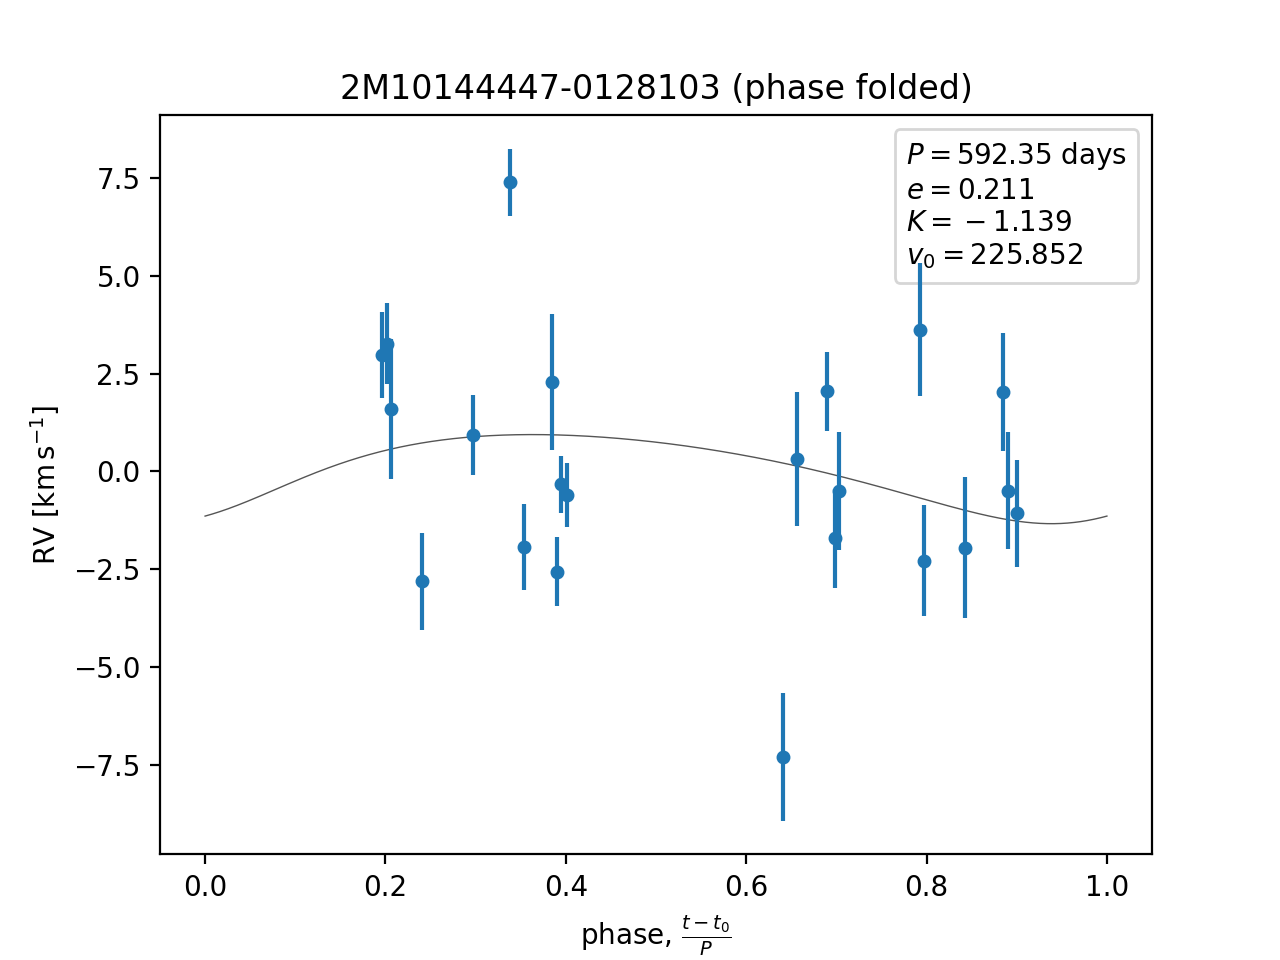 2M10144447-0128103 (phase folded)
P = 592.35 days
e = 0.211
K = −1.139
v₀ = 225.852
7.5
5.0
2.5
0.0
−2.5
−5.0
−7.5
RV [km s⁻¹]
0.0 0.2 0.4 0.6 0.8 1.0
phase, (t − t₀)/P